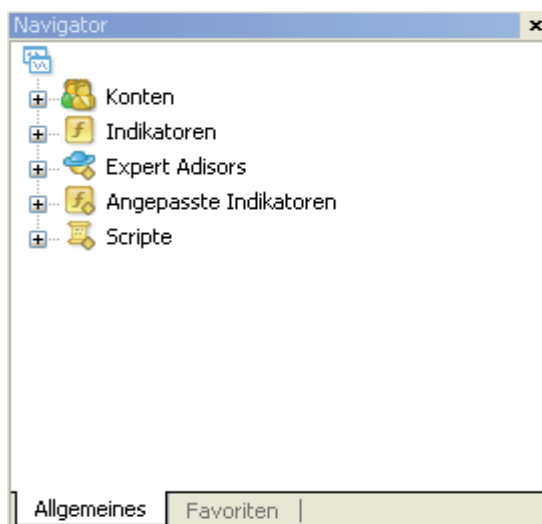 Navigator
Konten
Indikatoren
Expert Adisors
Angepasste Indikatoren
Scripte
Allgemeines Favoriten